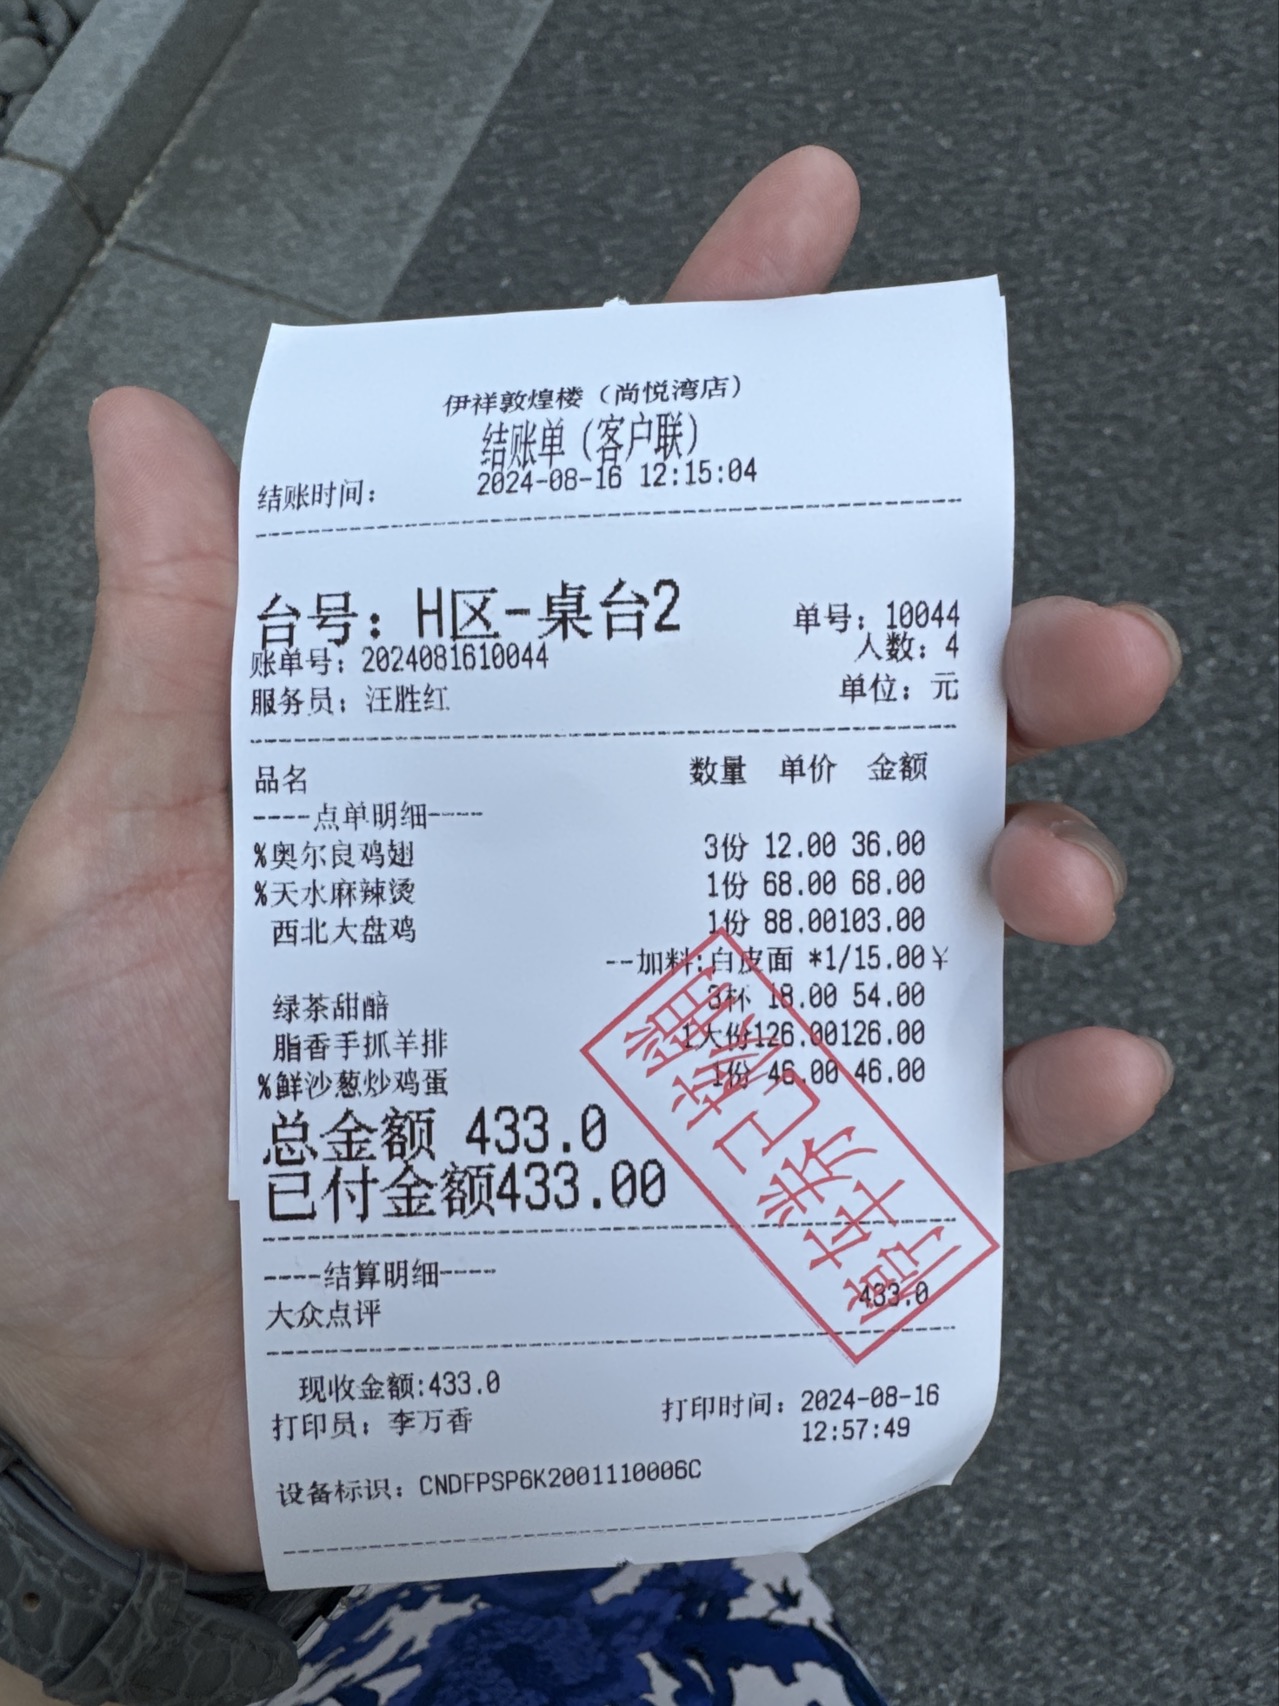 伊祥敦煌楼（尚悦湾店）
结账单（客户联）
结账时间： 2024-08-16 12:15:04
台号：H区-桌台2 单号：10044
账单号：2024081610044 人数：4
服务员：汪胜红 单位：元
品名 数量 单价 金额
----点单明细----
%奥尔良鸡翅 3份 12.00 36.00
%天水麻辣烫 1份 68.00 68.00
西北大盘鸡 1份 88.00103.00
--加料:白皮面 *1/15.00¥
绿茶甜醅 3杯 18.00 54.00
脂香手抓羊排 1大份126.00126.00
%鲜沙葱炒鸡蛋 1份 46.00 46.00
总金额 433.0
已付金额433.00
----结算明细----
大众点评 433.0
现收金额:433.0
打印员：李万香 打印时间：2024-08-16
12:57:49
设备标识：CNDFPSP6K2001110006C